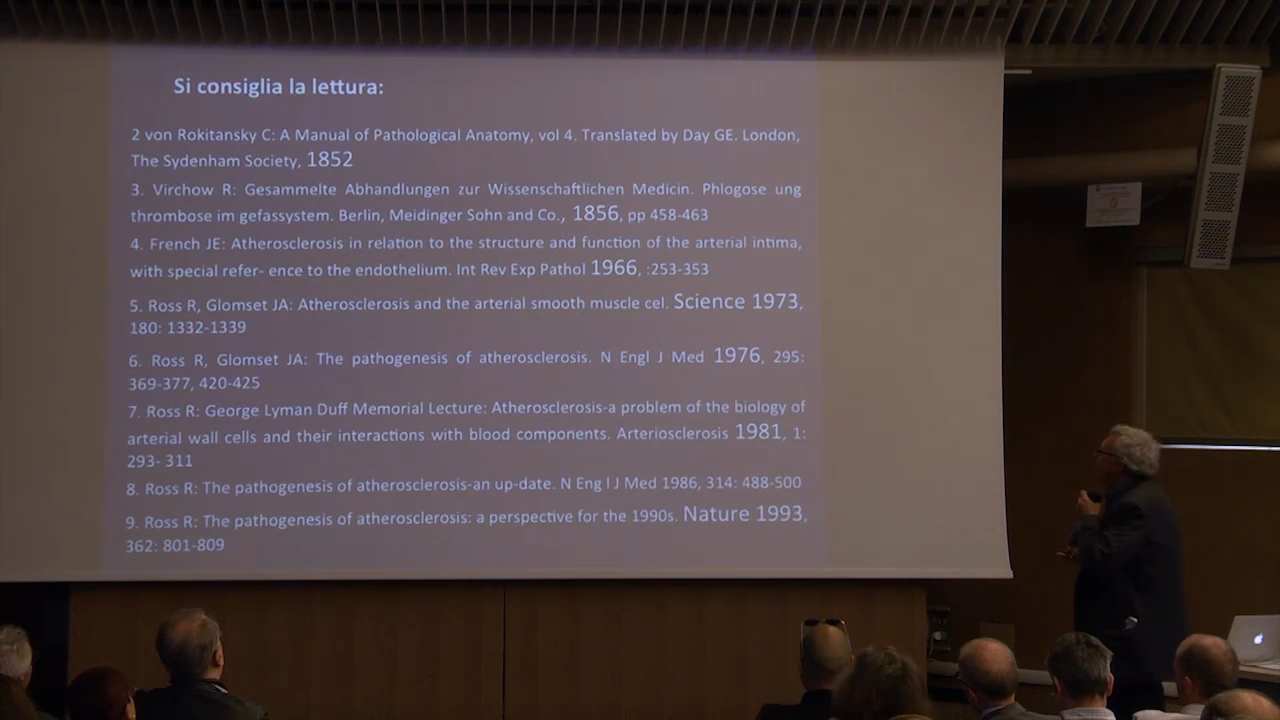 Si consiglia la lettura:
2 von Rokitansky C: A Manual of Pathological Anatomy, vol 4. Translated by Day GE. London,
The Sydenham Society, 1852
3. Virchow R: Gesammelte Abhandlungen zur Wissenschaftlichen Medicin. Phlogose ung
thrombose im gefassystem. Berlin, Meidinger Sohn and Co., 1856, pp 458-463
4. French JE: Atherosclerosis in relation to the structure and function of the arterial intima,
with special refer- ence to the endothelium. Int Rev Exp Pathol 1966, :253-353
5. Ross R, Glomset JA: Atherosclerosis and the arterial smooth muscle cel. Science 1973,
180: 1332-1339
6. Ross R, Glomset JA: The pathogenesis of atherosclerosis. N Engl J Med 1976, 295:
369-377, 420-425
7. Ross R: George Lyman Duff Memorial Lecture: Atherosclerosis-a problem of the biology of
arterial wall cells and their interactions with blood components. Arteriosclerosis 1981, 1:
293- 311
8. Ross R: The pathogenesis of atherosclerosis-an up-date. N Eng l J Med 1986, 314: 488-500
9. Ross R: The pathogenesis of atherosclerosis: a perspective for the 1990s. Nature 1993,
362: 801-809